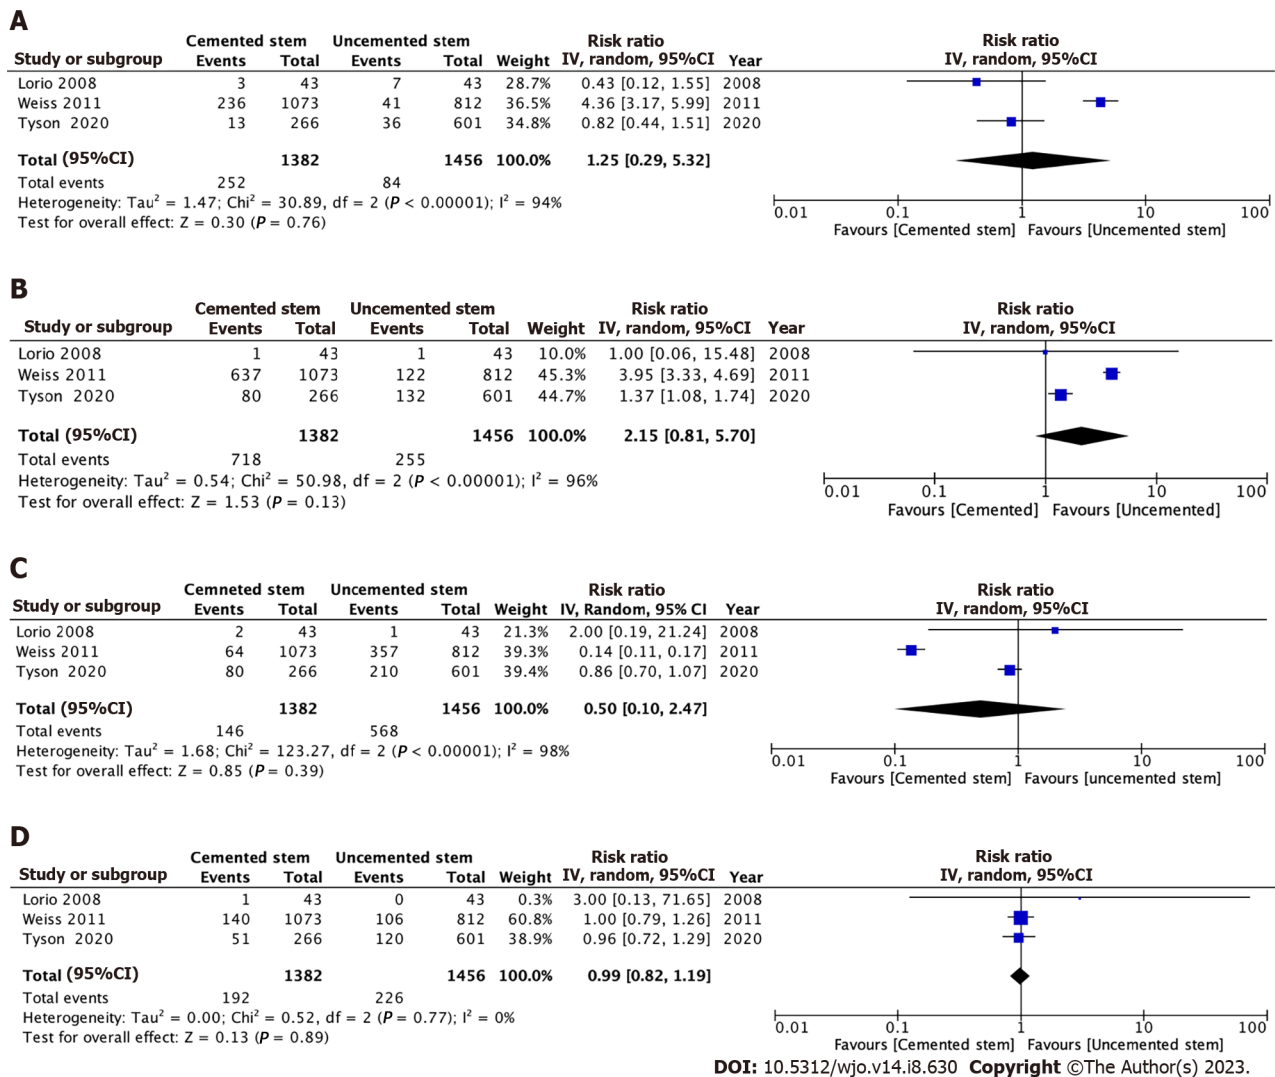 A
Cemented stem Uncemented stem Risk ratio Risk ratio
Study or subgroup Events Total Events Total Weight IV, random, 95%CI Year IV, random, 95%CI
Lorio 2008 3 43 7 43 28.7% 0.43 [0.12, 1.55] 2008
Weiss 2011 236 1073 41 812 36.5% 4.36 [3.17, 5.99] 2011
Tyson 2020 13 266 36 601 34.8% 0.82 [0.44, 1.51] 2020
Total (95%CI) 1382 1456 100.0% 1.25 [0.29, 5.32]
Total events 252 84
Heterogeneity: Tau² = 1.47; Chi² = 30.89, df = 2 (P < 0.00001); I² = 94%
Test for overall effect: Z = 0.30 (P = 0.76)
0.01 0.1 1 10 100
Favours [Cemented stem] Favours [Uncemented stem]
B
Cemented stem Uncemented stem Risk ratio Risk ratio
Study or subgroup Events Total Events Total Weight IV, random, 95%CI Year IV, random, 95%CI
Lorio 2008 1 43 1 43 10.0% 1.00 [0.06, 15.48] 2008
Weiss 2011 637 1073 122 812 45.3% 3.95 [3.33, 4.69] 2011
Tyson 2020 80 266 132 601 44.7% 1.37 [1.08, 1.74] 2020
Total (95%CI) 1382 1456 100.0% 2.15 [0.81, 5.70]
Total events 718 255
Heterogeneity: Tau² = 0.54; Chi² = 50.98, df = 2 (P < 0.00001); I² = 96%
Test for overall effect: Z = 1.53 (P = 0.13)
0.01 0.1 1 10 100
Favours [Cemented] Favours [Uncemented]
C
Cemneted stem Uncemented stem Risk ratio Risk ratio
Study or subgroup Events Total Events Total Weight IV, Random, 95% CI Year IV, random, 95%CI
Lorio 2008 2 43 1 43 21.3% 2.00 [0.19, 21.24] 2008
Weiss 2011 64 1073 357 812 39.3% 0.14 [0.11, 0.17] 2011
Tyson 2020 80 266 210 601 39.4% 0.86 [0.70, 1.07] 2020
Total (95%CI) 1382 1456 100.0% 0.50 [0.10, 2.47]
Total events 146 568
Heterogeneity: Tau² = 1.68; Chi² = 123.27, df = 2 (P < 0.00001); I² = 98%
Test for overall effect: Z = 0.85 (P = 0.39)
0.01 0.1 1 10 100
Favours [Cemented stem] Favours [uncemented stem]
D
Cemented stem Uncemented stem Risk ratio Risk ratio
Study or subgroup Events Total Events Total Weight IV, random, 95%CI Year IV, random, 95%CI
Lorio 2008 1 43 0 43 0.3% 3.00 [0.13, 71.65] 2008
Weiss 2011 140 1073 106 812 60.8% 1.00 [0.79, 1.26] 2011
Tyson 2020 51 266 120 601 38.9% 0.96 [0.72, 1.29] 2020
Total (95%CI) 1382 1456 100.0% 0.99 [0.82, 1.19]
Total events 192 226
Heterogeneity: Tau² = 0.00; Chi² = 0.52, df = 2 (P = 0.77); I² = 0%
Test for overall effect: Z = 0.13 (P = 0.89)
0.01 0.1 1 10 100
Favours [Cemented stem] Favours [Uncemented stem]
DOI: 10.5312/wjo.v14.i8.630 Copyright ©The Author(s) 2023.